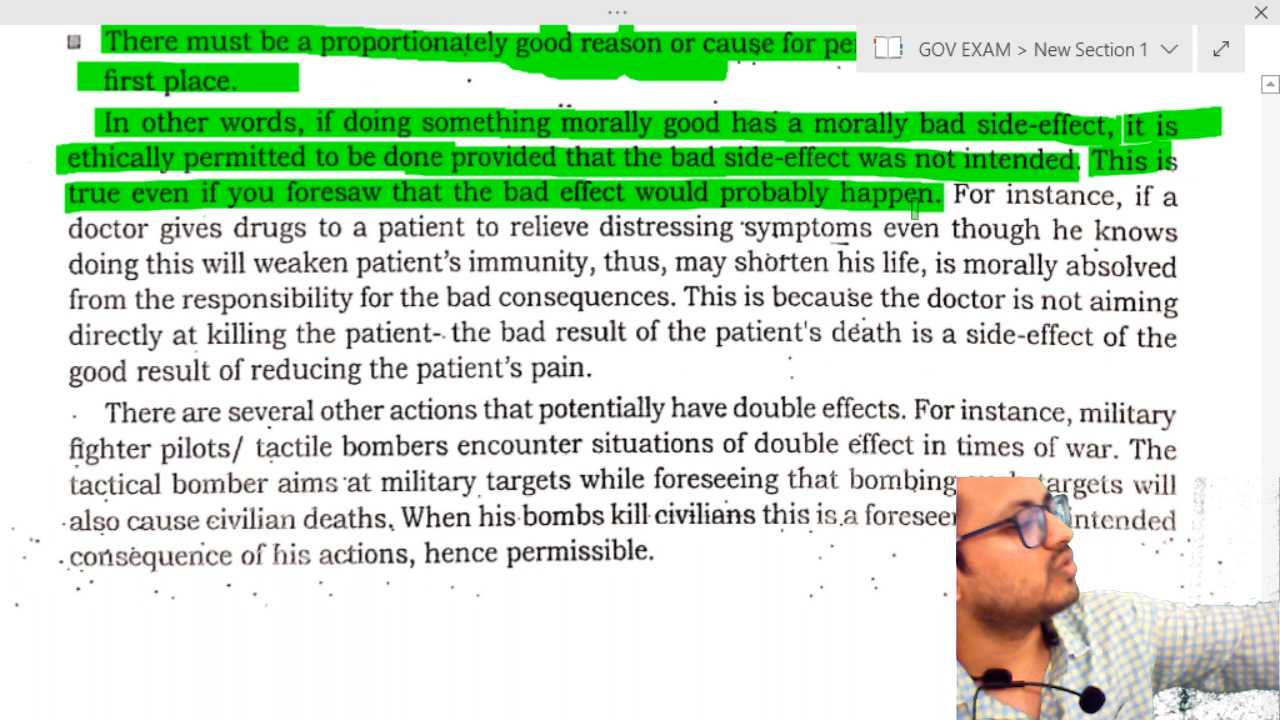 There must be a proportionately good reason or cause for
GOV EXAM > New Section 1
first place.
In other words, if doing something morally good has a morally bad side-effect, it is
ethically permitted to be done provided that the bad side-effect was not intended. This is
true even if you foresaw that the bad effect would probably happen. For instance, if a
doctor gives drugs to a patient to relieve distressing symptoms even though he knows
doing this will weaken patient's immunity, thus, may shorten his life, is morally absolved
from the responsibility for the bad consequences. This is because the doctor is not aiming
directly at killing the patient- the bad result of the patient's death is a side-effect of the
good result of reducing the patient's pain.
There are several other actions that potentially have double effects. For instance, military
fighter pilots/ tactile bombers encounter situations of double effect in times of war. The
tactical bomber aims at military targets while foreseeing that bombing targets will
also cause civilian deaths. When his bombs kill civilians this is a
consequence of his actions, hence permissible.